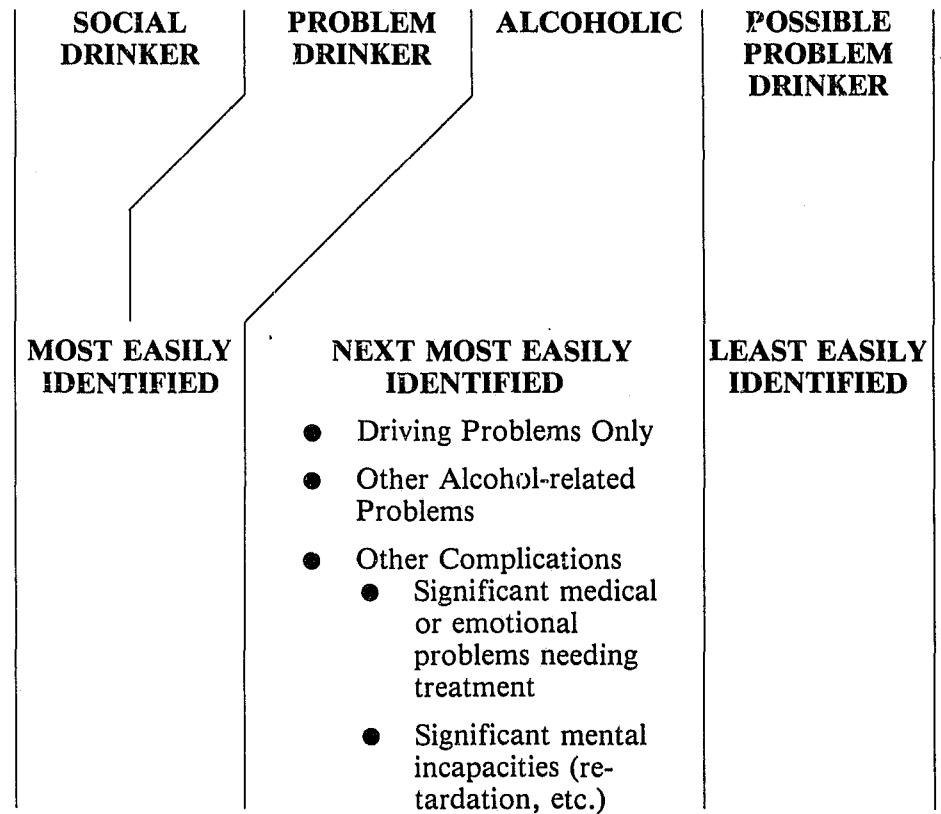 SOCIAL
DRINKER
PROBLEM
DRINKER
ALCOHOLIC
POSSIBLE
PROBLEM
DRINKER
MOST EASILY
IDENTIFIED
NEXT MOST EASILY
IDENTIFIED
● Driving Problems Only
● Other Alcohol-related
Problems
● Other Complications
● Significant medical
or emotional
problems needing
treatment
● Significant mental
incapacities (re-
tardation, etc.)
LEAST EASILY
IDENTIFIED